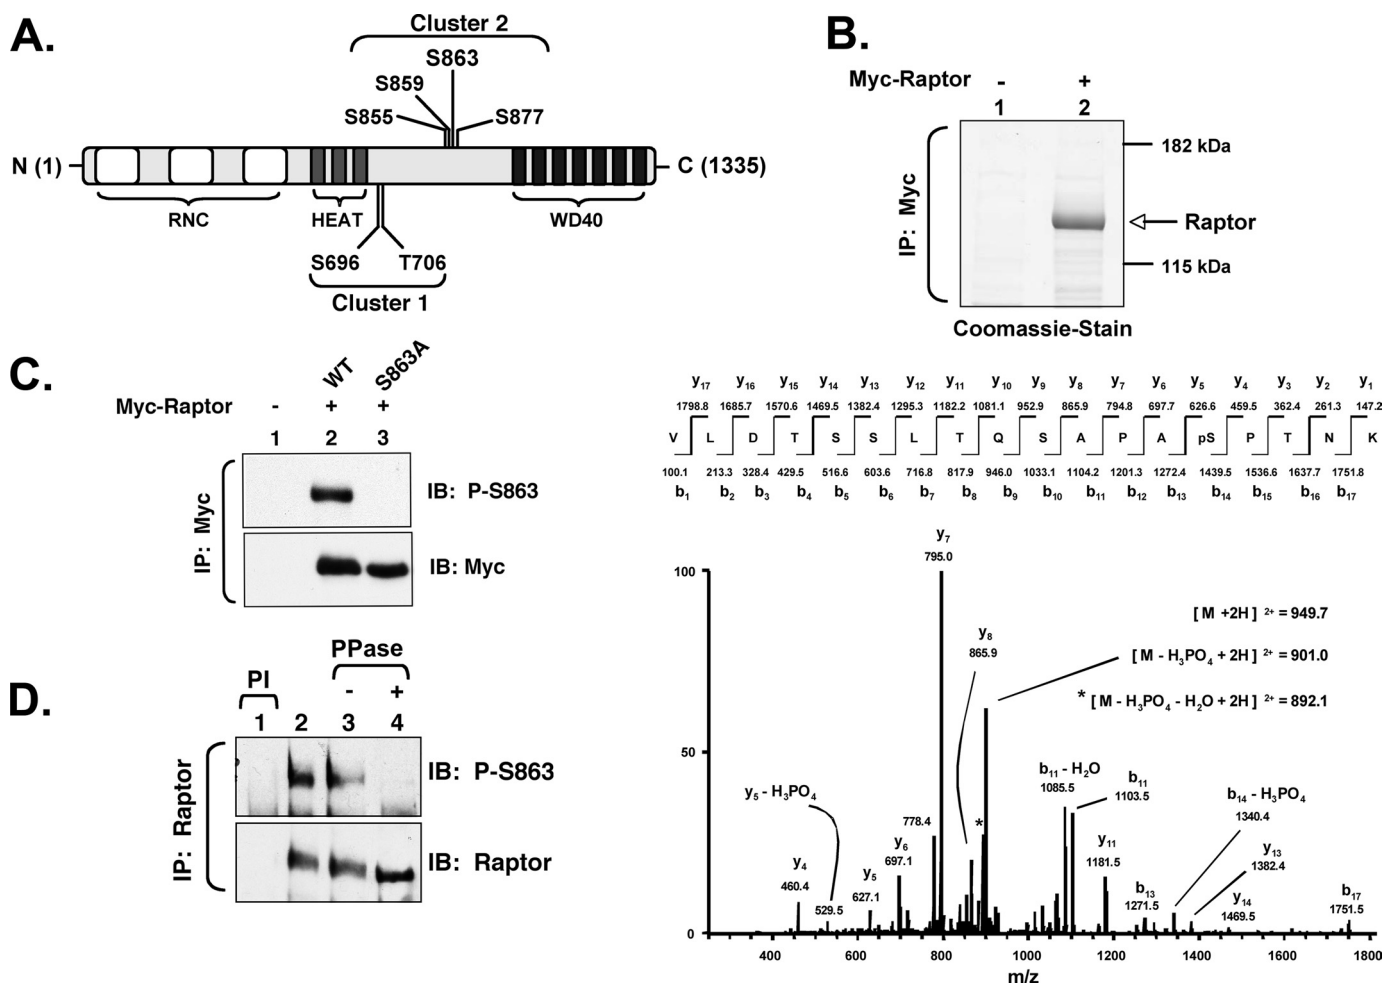 A.
Cluster 2
S863
S859
S855
S877
N (1)
C (1335)
RNC
HEAT
WD40
S696
T706
Cluster 1
B.
Myc-Raptor - +
1 2
IP: Myc
182 kDa
Raptor
115 kDa
Coomassie-Stain
C.
WT S863A
Myc-Raptor - + +
1 2 3
IP: Myc
IB: P-S863
IB: Myc
D.
PPase
PI - +
1 2 3 4
IP: Raptor
IB: P-S863
IB: Raptor
y17 y16 y15 y14 y13 y12 y11 y10 y9 y8 y7 y6 y5 y4 y3 y2 y1
1798.8 1685.7 1570.6 1469.5 1382.4 1295.3 1182.2 1081.1 952.9 865.9 794.8 697.7 626.6 459.5 362.4 261.3 147.2
V L D T S S L T Q S A P A pS P T N K
100.1 213.3 328.4 429.5 516.6 603.6 716.8 817.9 946.0 1033.1 1104.2 1201.3 1272.4 1439.5 1536.6 1637.7 1751.8
b1 b2 b3 b4 b5 b6 b7 b8 b9 b10 b11 b12 b13 b14 b15 b16 b17
y7
795.0
100
[ M +2H ] 2+ = 949.7
y8
865.9
[ M - H3PO4 + 2H ] 2+ = 901.0
* [ M - H3PO4 - H2O + 2H ] 2+ = 892.1
50
b11 - H2O
1085.5
b11
1103.5
y5 - H3PO4
b14 - H3PO4
1340.4
778.4
*
y6
697.1
y11
1181.5
y13
1382.4
y4
460.4
y5
627.1
529.5
b13
1271.5
y14
1469.5
b17
1751.5
0
400 600 800 1000 1200 1400 1600 1800
m/z